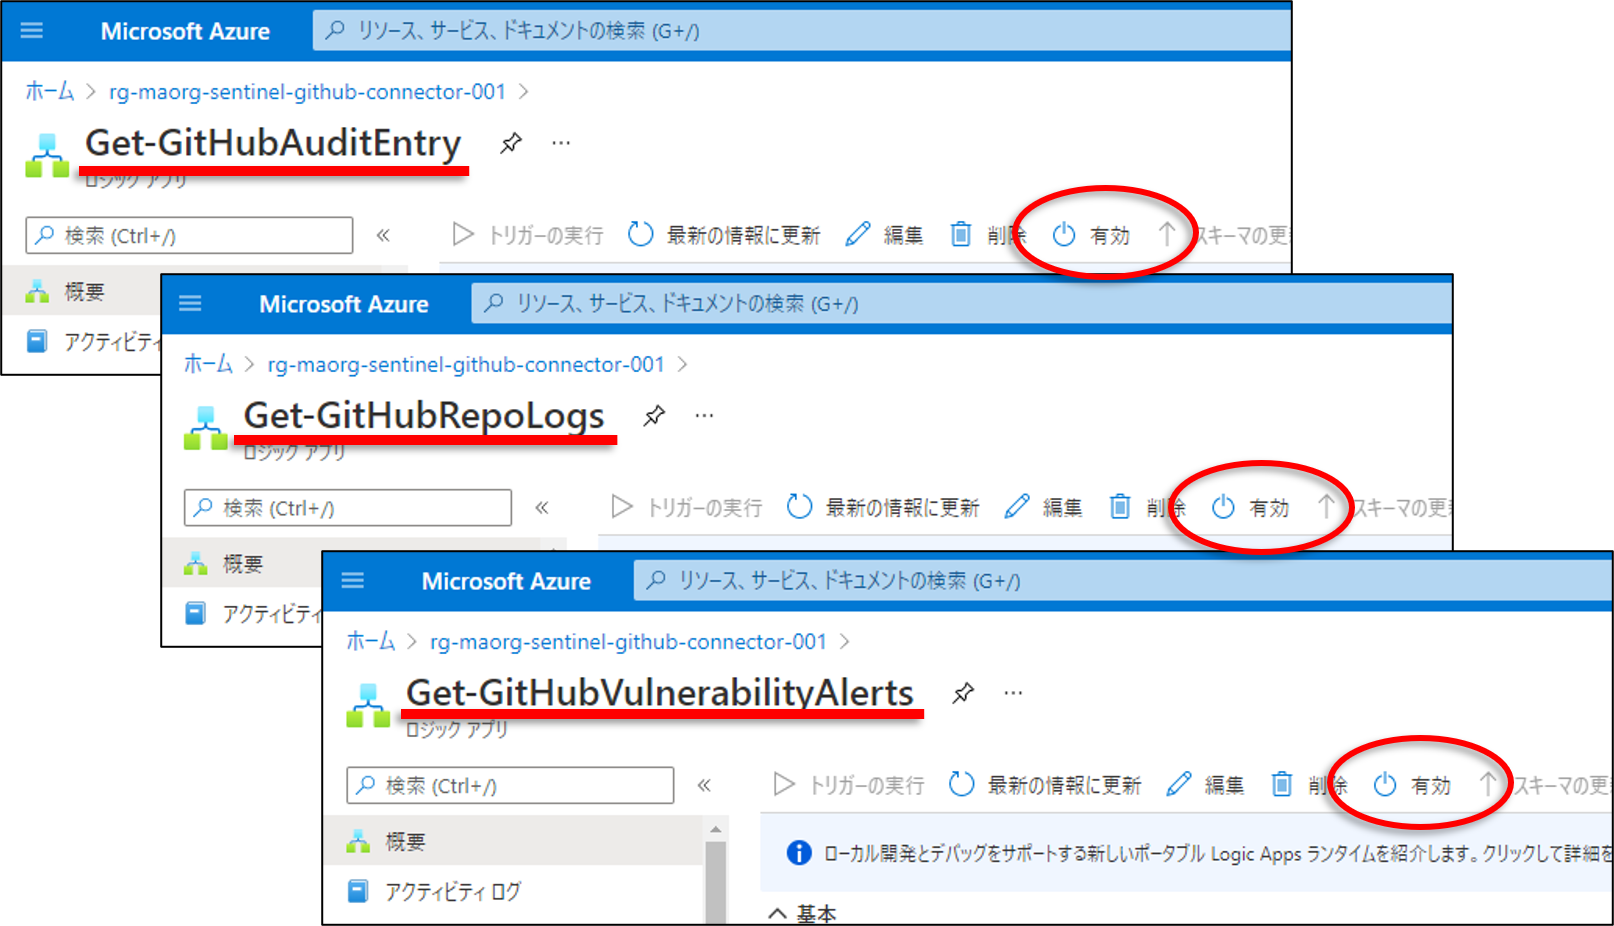 Microsoft Azure
リソース、サービス、ドキュメントの検索 (G+/)
ホーム > rg-maorg-sentinel-github-connector-001 >
Get-GitHubAuditEntry ...
ロジック アプリ
検索 (Ctrl+/) «
トリガーの実行 最新の情報に更新 編集 削除 有効 スキーマの更
概要
アクティビティ
Microsoft Azure
リソース、サービス、ドキュメントの検索 (G+/)
ホーム > rg-maorg-sentinel-github-connector-001 >
Get-GitHubRepoLogs ...
ロジック アプリ
検索 (Ctrl+/) «
トリガーの実行 最新の情報に更新 編集 削除 有効 スキーマの更
概要
アクティビティ
Microsoft Azure
リソース、サービス、ドキュメントの検索 (G+/)
ホーム > rg-maorg-sentinel-github-connector-001 >
Get-GitHubVulnerabilityAlerts ...
ロジック アプリ
検索 (Ctrl+/) «
トリガーの実行 最新の情報に更新 編集 削除 有効 スキーマの更
概要
ローカル開発とデバッグをサポートする新しいポータブル Logic Apps ランタイムを紹介します。クリックして詳細を
アクティビティ ログ
基本